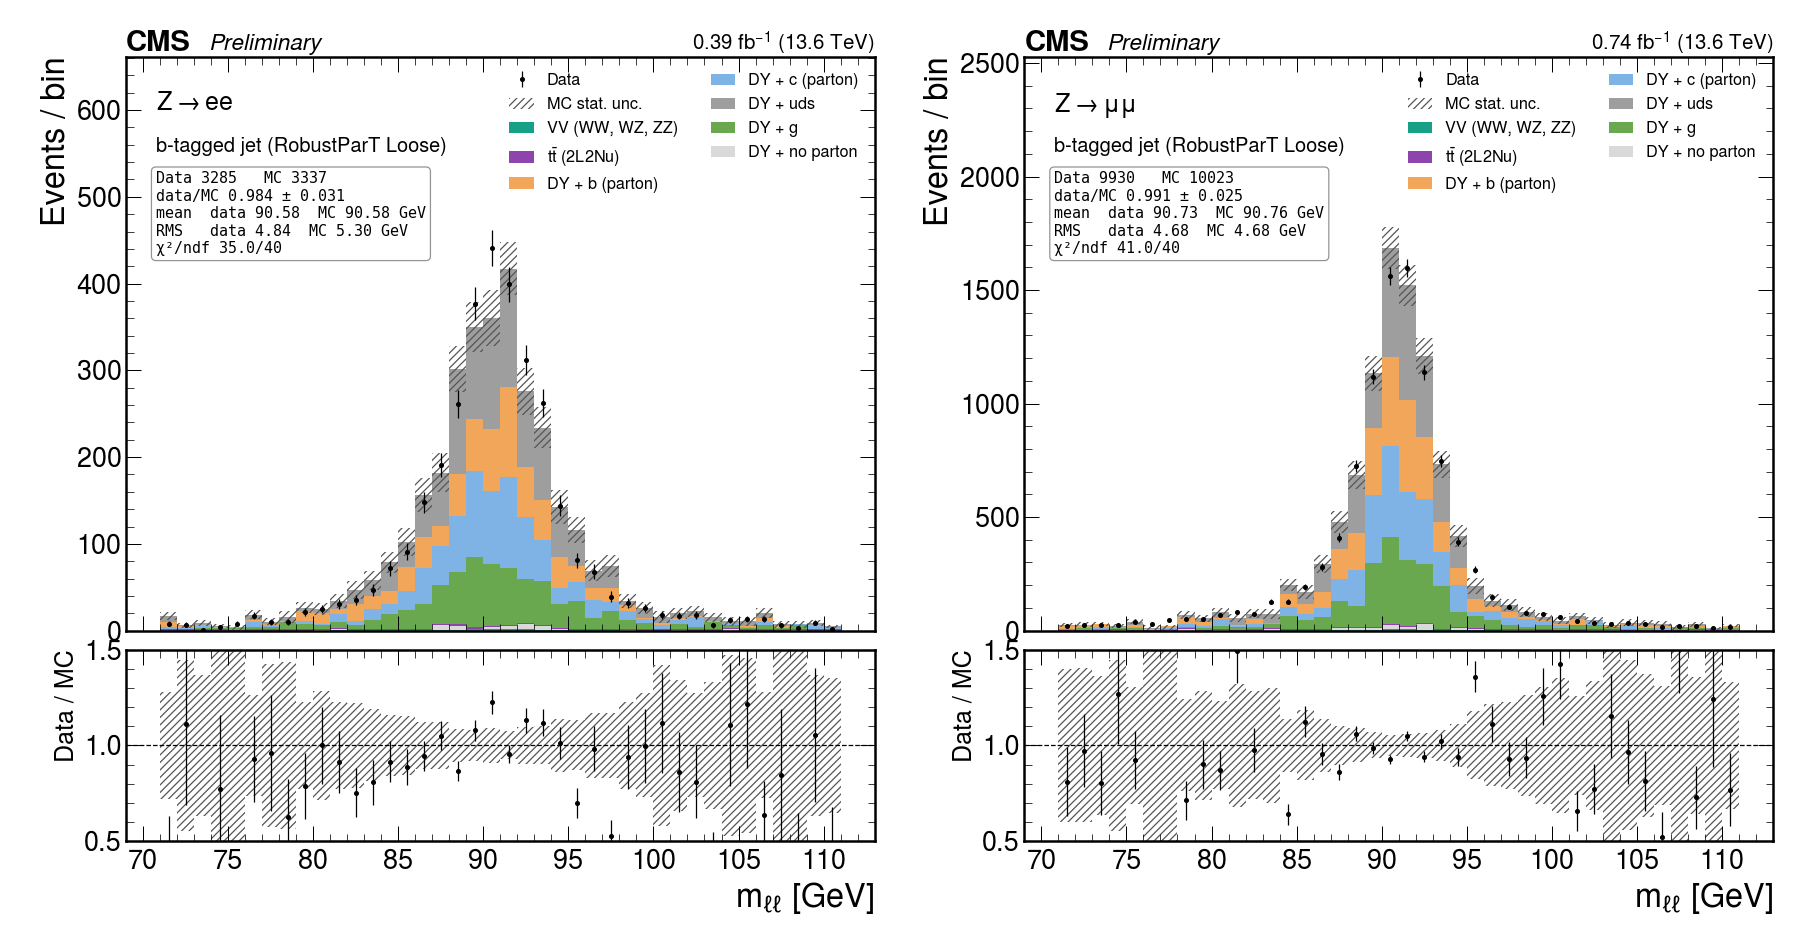 CMS Preliminary 0.39 fb⁻¹ (13.6 TeV)
Events / bin
600
500
400
300
200
100
0
Z → ee
b-tagged jet (RobustParT Loose)
Data 3285   MC 3337
data/MC 0.984 ± 0.031
mean  data 90.58  MC 90.58 GeV
RMS   data 4.84  MC 5.30 GeV
χ²/ndf 35.0/40
Data
MC stat. unc.
VV (WW, WZ, ZZ)
tt̄ (2L2Nu)
DY + b (parton)
DY + c (parton)
DY + uds
DY + g
DY + no parton
Data / MC
1.5
1.0
0.5
70 75 80 85 90 95 100 105 110
mℓℓ [GeV]
CMS Preliminary 0.74 fb⁻¹ (13.6 TeV)
Events / bin
2500
2000
1500
1000
500
0
Z → μμ
b-tagged jet (RobustParT Loose)
Data 9930   MC 10023
data/MC 0.991 ± 0.025
mean  data 90.73  MC 90.76 GeV
RMS   data 4.68  MC 4.68 GeV
χ²/ndf 41.0/40
Data
MC stat. unc.
VV (WW, WZ, ZZ)
tt̄ (2L2Nu)
DY + b (parton)
DY + c (parton)
DY + uds
DY + g
DY + no parton
Data / MC
1.5
1.0
0.5
70 75 80 85 90 95 100 105 110
mℓℓ [GeV]